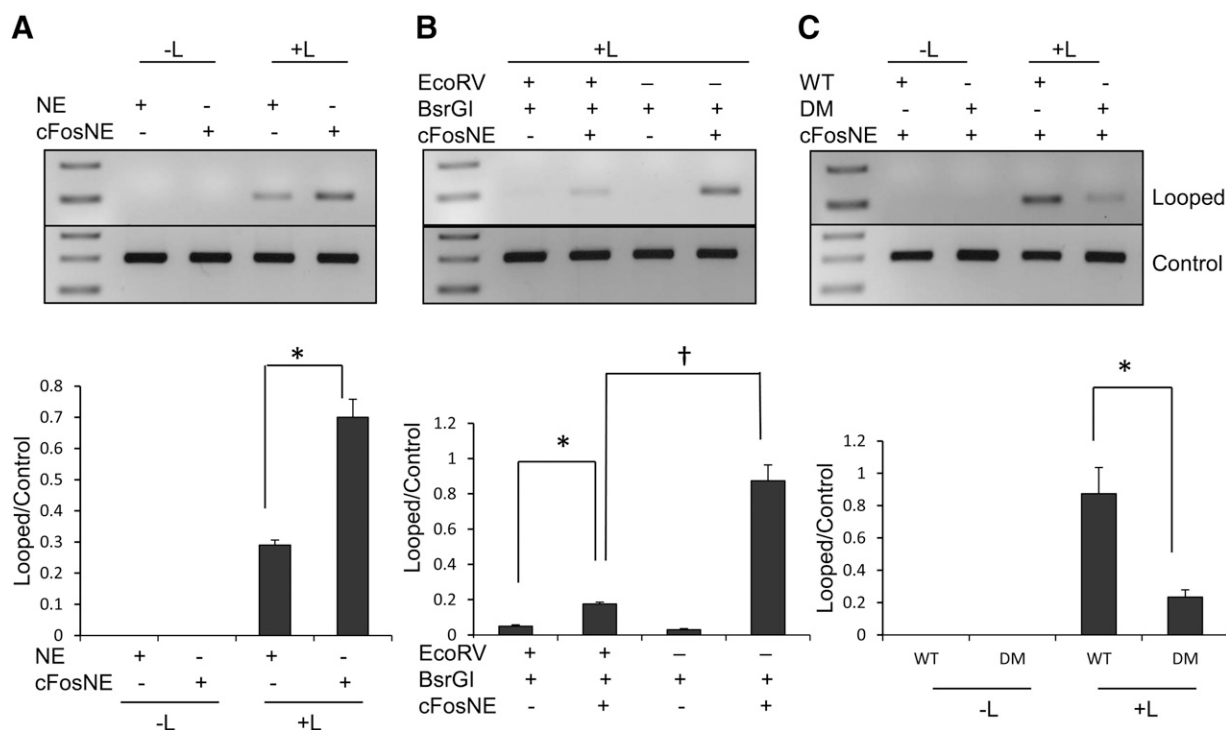 A
-L +L
NE + - + -
cFosNE - + - +
B
+L
EcoRV + + – –
BsrGI + + + +
cFosNE - + - +
C
-L +L
WT + - + -
DM - + - +
cFosNE + + + +
Looped
Control
*
Looped/Control
0.8
0.7
0.6
0.5
0.4
0.3
0.2
0.1
0
NE + - + -
cFosNE - + - +
-L +L
†
*
Looped/Control
1.2
1
0.8
0.6
0.4
0.2
0
EcoRV + + – –
BsrGI + + + +
cFosNE - + - +
*
Looped/Control
1.2
1
0.8
0.6
0.4
0.2
0
WT DM WT DM
-L +L